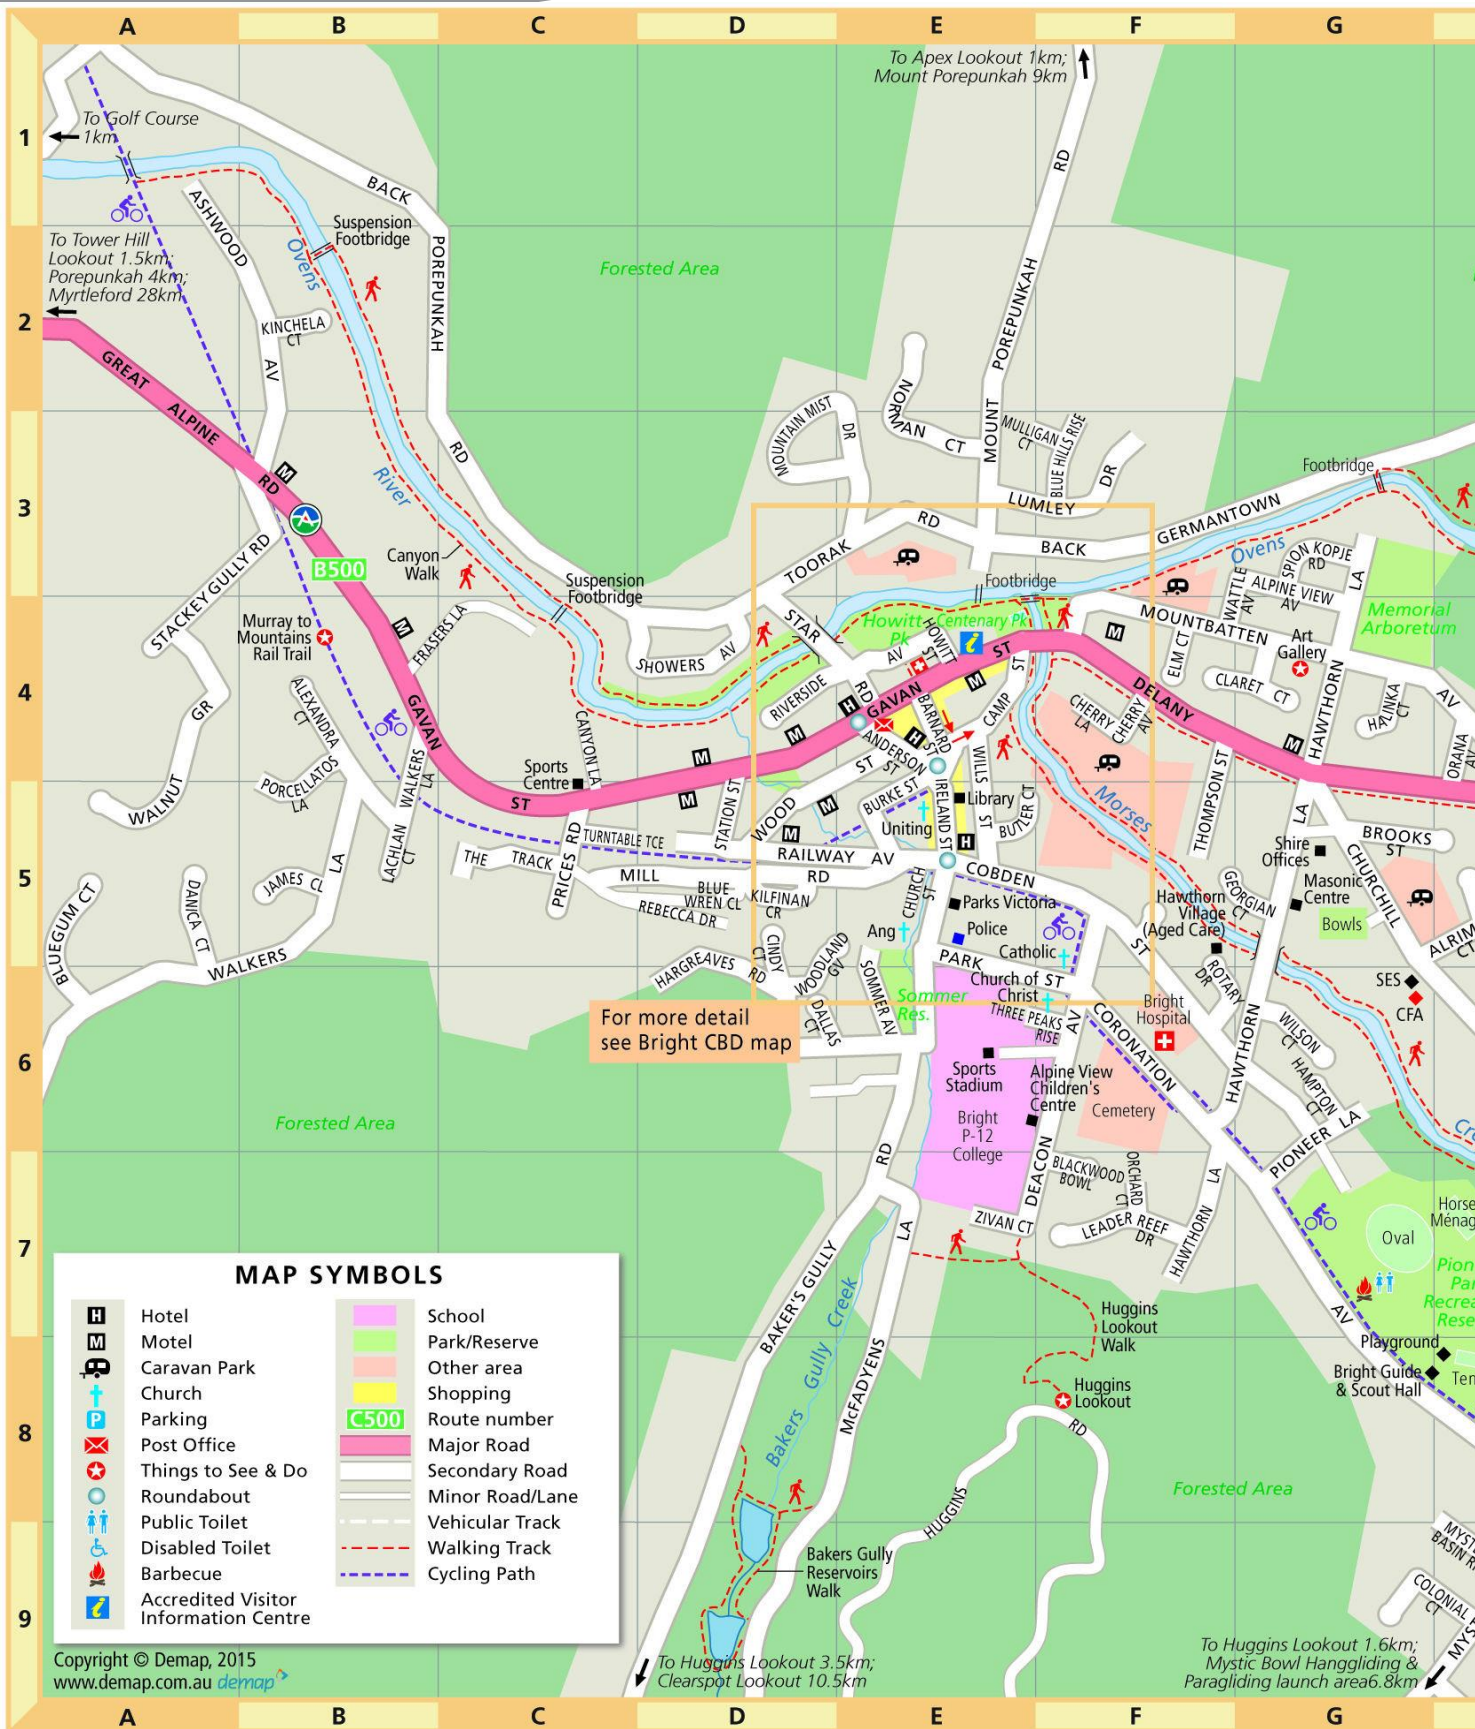 A B C D E F G
1
2
3
4
5
6
7
8
9
To Apex Lookout 1km;
Mount Porepunkah 9km
To Golf Course
1km
To Tower Hill
Lookout 1.5km;
Porepunkah 4km;
Myrtleford 28km
BACK
POREPUNKAH
RD
Suspension
Footbridge
ASHWOOD
AV
Ovens
River
KINCHELA
CT
Forested Area
MOUNT
POREPUNKAH
RD
GREAT
ALPINE
RD
M
A
B500
STACKEY GULLY RD
Murray to
Mountains
Rail Trail
Canyon
Walk
Suspension
Footbridge
FRASERS LA
M
MOUNTAIN MIST
DR
NORMAN
CT
MULLIGAN
CT
BLUE HILLS RISE
LUMLEY
DR
Footbridge
GERMANTOWN
RD
BACK
TOORAK
Footbridge
Ovens
SPION KOPJE
RD
WATTLE
AV
ALPINE VIEW
AV
LA
Memorial
Arboretum
STAR
RD
SHOWERS
AV
Howitt
Pk
Centenary Pk
HOWITT
ST
AV
RIVERSIDE
i
GAVAN
ST
M
H
MOUNTBATTEN
AV
ELM CT
Art
Gallery
CLARET CT
HALINKA
CT
HAWTHORN
DELANY
CHERRY
LA
CHERRY
AV
ORANA
AV
M
M
ALEXANDRA
CT
GR
WALNUT
PORCELLATOS
LA
WALKERS
LA
GAVAN
ST
CANYON LA
Sports
Centre
M
M
M
M
M
ANDERSON
ST
BARNARD
ST
CAMP
ST
H
WILLS
ST
WOOD
ST
BURKE ST
IRELAND ST
Library
Uniting
BUTLER CT
H
Morses
THOMPSON ST
LA
BROOKS
ST
Shire
Offices
CHURCHILL
Masonic
Centre
Bowls
ALRIM
CT
LACHLAN
CT
JAMES CL
LA
WALKERS
DANICA CT
BLUEGUM CT
THE
TRACK
PRICES RD
TURNTABLE TCE
STATION ST
RAILWAY AV
MILL
RD
BLUE
WREN CL
KILFINAN
CR
REBECCA DR
CHURCH
ST
COBDEN
ST
Parks Victoria
Police
Ang
Catholic
PARK
ST
Church of
Christ
CINDY
CT
WOODLAND
GV
HARGREAVES
RD
DALLAS
CT
SOMMER AV
Sommer
Res.
THREE PEAKS
RISE
Hawthorn
Village
(Aged Care)
GEORGIAN
CT
ROTARY
DR
SES
CFA
Bright
Hospital
WILSON
CT
HAMPTON
CT
HAWTHORN
PIONEER LA
CORONATION
AV
For more detail
see Bright CBD map
Sports
Stadium
Alpine View
Children's
Centre
Bright
P-12
College
Cemetery
DEACON
AV
BLACKWOOD
BOWL
ORCHARD
CT
LEADER REEF
DR
HAWTHORN
LA
ZIVAN CT
Forested Area
RD
BAKER'S GULLY
LA
McFADYENS
Bakers Gully Creek
Huggins
Lookout
Walk
Huggins
Lookout
HUGGINS
RD
Oval
Horse
Ménag
Pion
Par
Recrea
Rese
Playground
Bright Guide
& Scout Hall
Ten
Cre
Forested Area
Bakers Gully
Reservoirs
Walk
MYST
BASIN R
COLONIAL
CT
MYS
To Huggins Lookout 3.5km;
Clearspot Lookout 10.5km
To Huggins Lookout 1.6km;
Mystic Bowl Hanggliding &
Paragliding launch area6.8km
MAP SYMBOLS
H Hotel
M Motel
Caravan Park
Church
P Parking
Post Office
Things to See & Do
Roundabout
Public Toilet
Disabled Toilet
Barbecue
i Accredited Visitor
Information Centre
School
Park/Reserve
Other area
Shopping
C500 Route number
Major Road
Secondary Road
Minor Road/Lane
Vehicular Track
Walking Track
Cycling Path
Copyright © Demap, 2015
www.demap.com.au demap
A B C D E F G